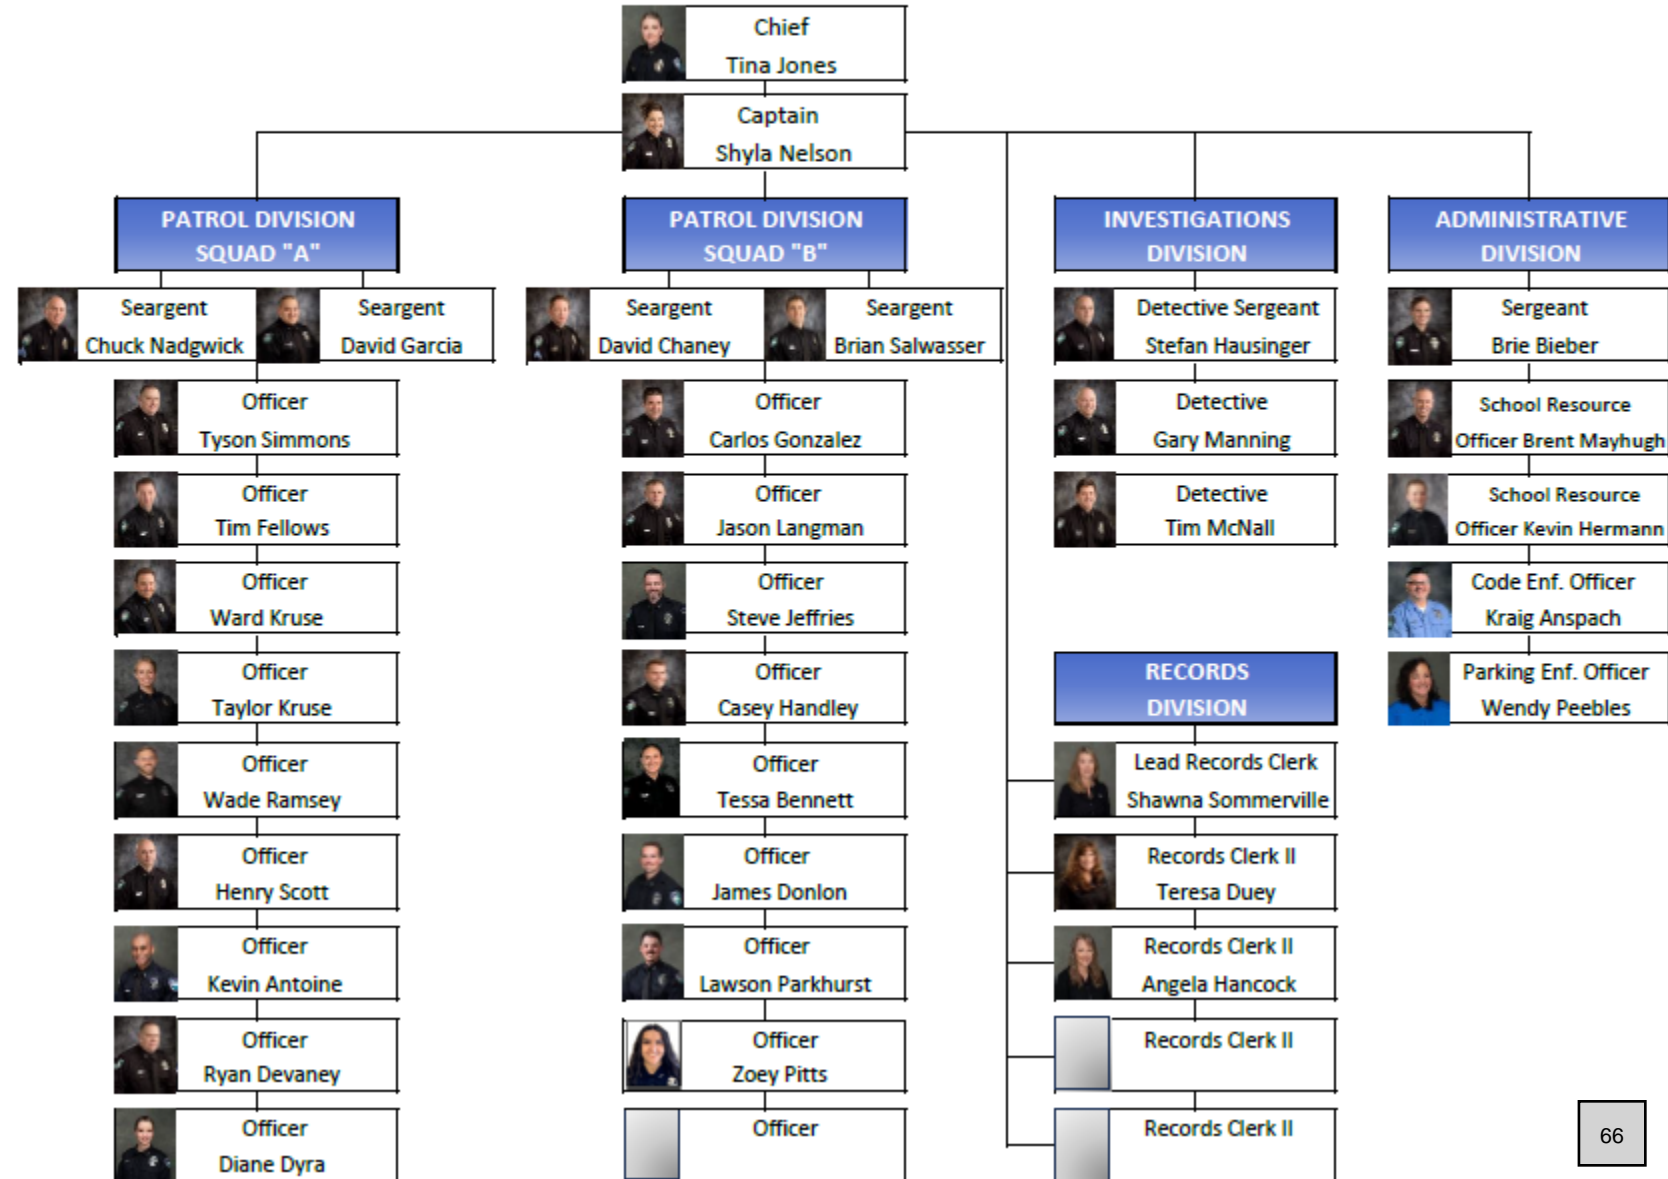 Chief
Tina Jones
Captain
Shyla Nelson
PATROL DIVISION
SQUAD "A"
Seargent
Chuck Nadgwick
Seargent
David Garcia
Officer
Tyson Simmons
Officer
Tim Fellows
Officer
Ward Kruse
Officer
Taylor Kruse
Officer
Wade Ramsey
Officer
Henry Scott
Officer
Kevin Antoine
Officer
Ryan Devaney
Officer
Diane Dyra
PATROL DIVISION
SQUAD "B"
Seargent
David Chaney
Seargent
Brian Salwasser
Officer
Carlos Gonzalez
Officer
Jason Langman
Officer
Steve Jeffries
Officer
Casey Handley
Officer
Tessa Bennett
Officer
James Donlon
Officer
Lawson Parkhurst
Officer
Zoey Pitts
Officer
INVESTIGATIONS
DIVISION
Detective Sergeant
Stefan Hausinger
Detective
Gary Manning
Detective
Tim McNall
RECORDS
DIVISION
Lead Records Clerk
Shawna Sommerville
Records Clerk II
Teresa Duey
Records Clerk II
Angela Hancock
Records Clerk II
Records Clerk II
ADMINISTRATIVE
DIVISION
Sergeant
Brie Bieber
School Resource
Officer Brent Mayhugh
School Resource
Officer Kevin Hermann
Code Enf. Officer
Kraig Anspach
Parking Enf. Officer
Wendy Peebles
66